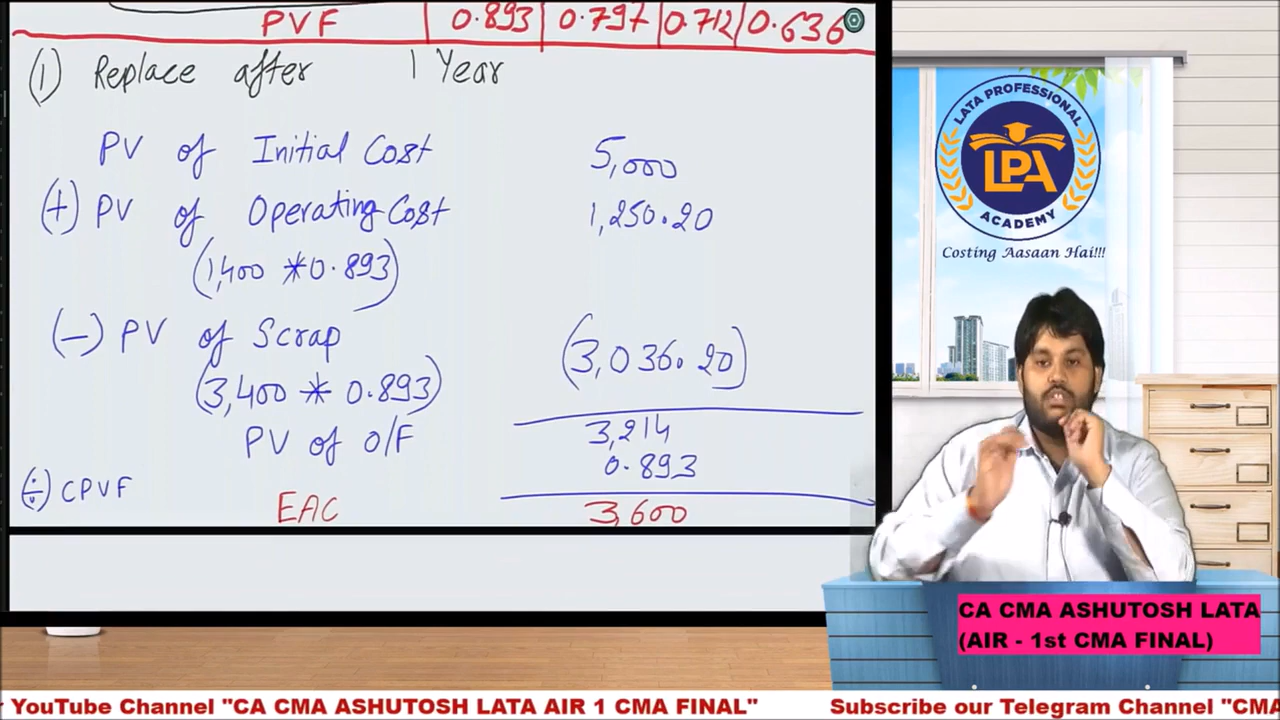 PVF 0.893 0.797 0.712 0.636
(1) Replace after 1 Year
PV of Initial Cost 5,000
(+) PV of Operating Cost 1,250.20
(1,400 * 0.893)
(-) PV of Scrap (3,036.20)
(3,400 * 0.893)
PV of O/F 3,214
(÷) CPVF 0.893
EAC 3,600
LATA PROFESSIONAL
LPA
ACADEMY
Costing Aasaan Hai!!!
CA CMA ASHUTOSH LATA
(AIR - 1st CMA FINAL)
YouTube Channel "CA CMA ASHUTOSH LATA AIR 1 CMA FINAL" Subscribe our Telegram Channel "CMA